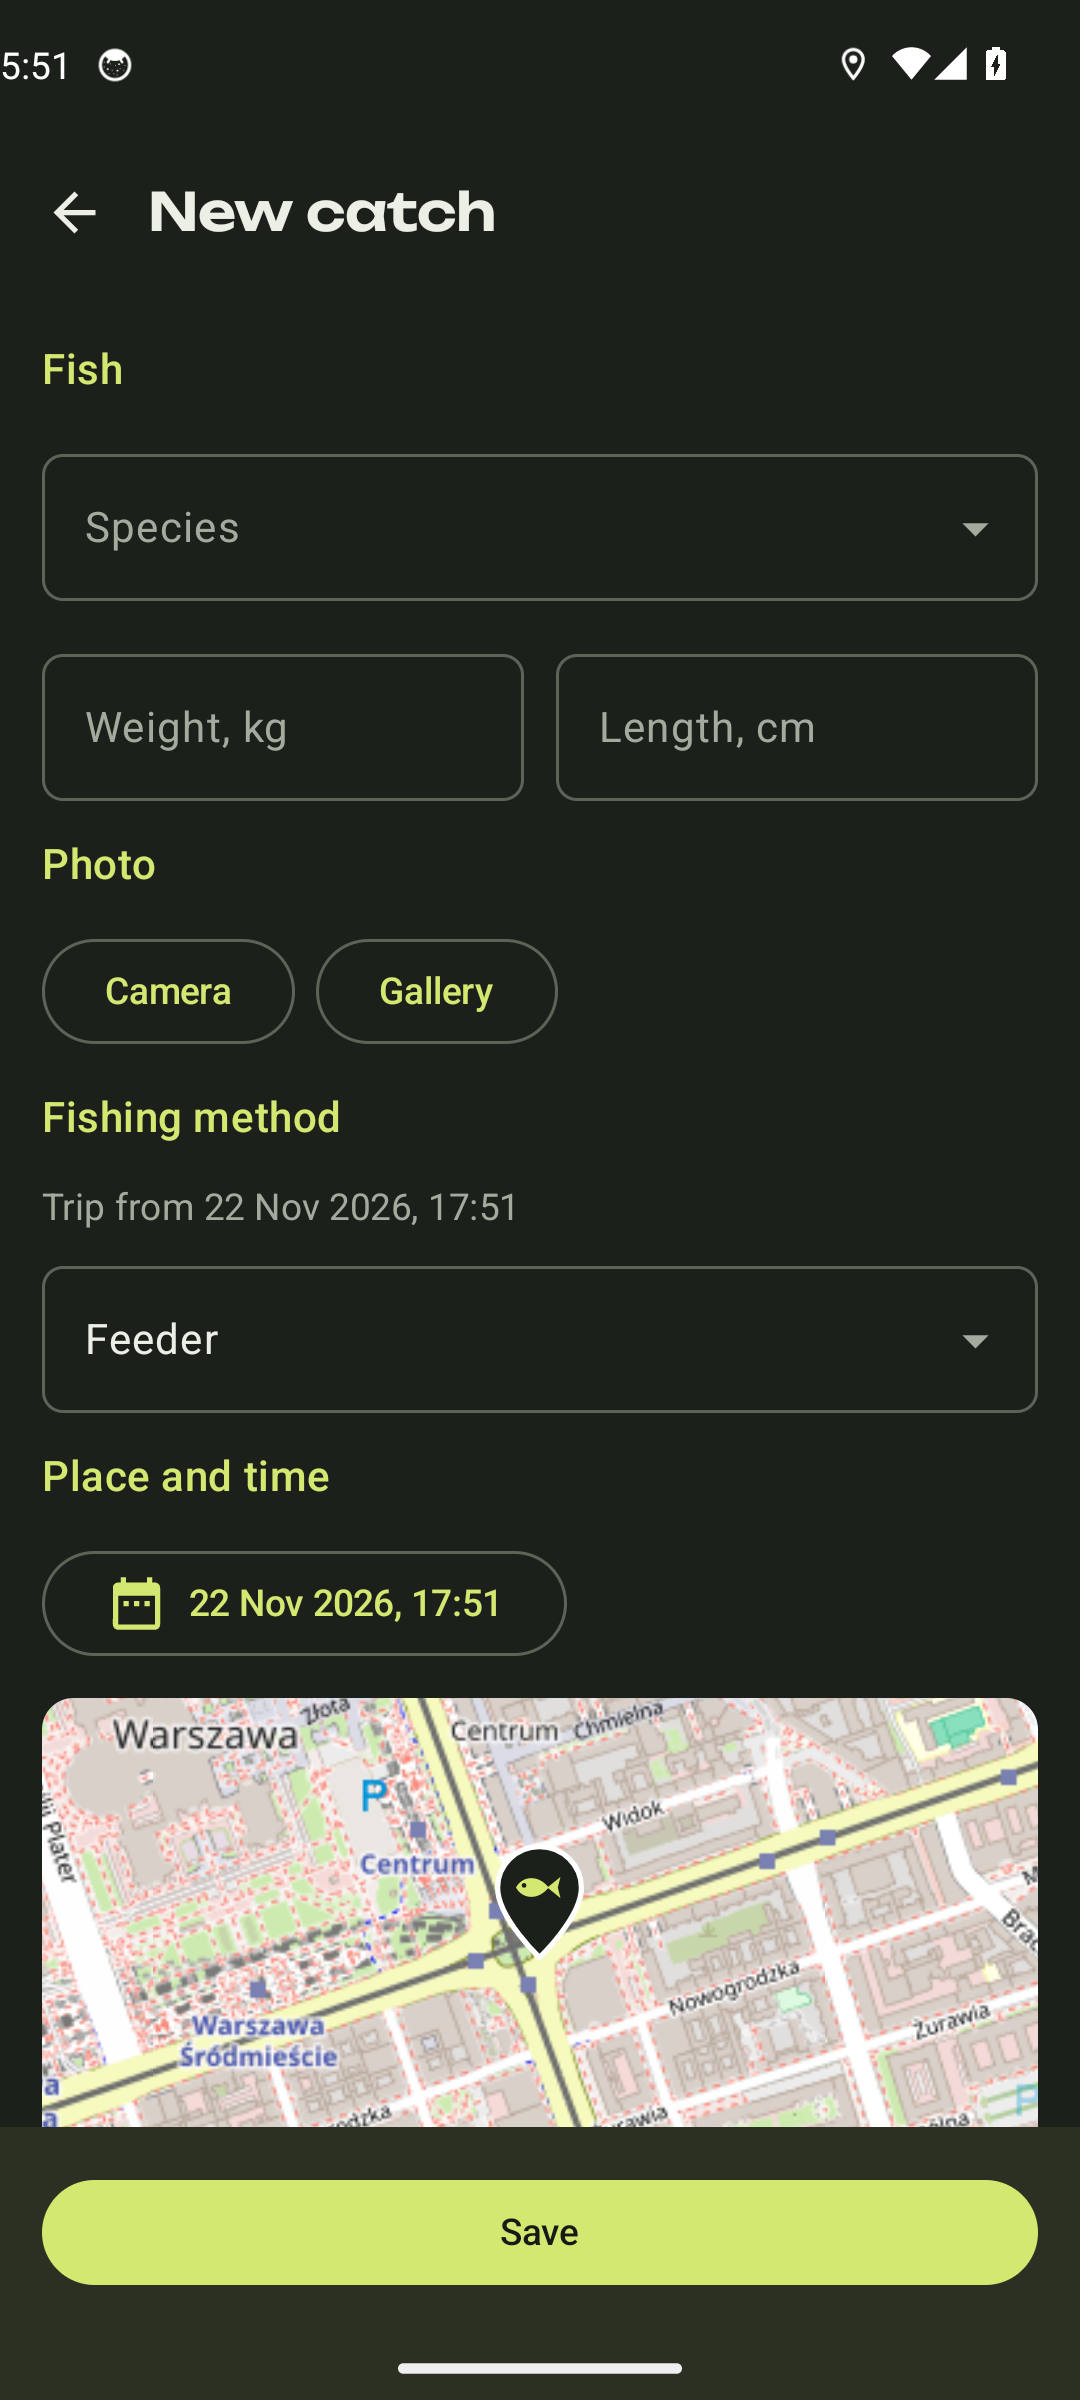 5:51
New catch
Fish
Species
Weight, kg
Length, cm
Photo
Camera
Gallery
Fishing method
Trip from 22 Nov 2026, 17:51
Feeder
Place and time
22 Nov 2026, 17:51
Warszawa
Złota
Centrum
Chmielna
P
Widok
Plater
Centrum
Nowogrodzka
Żurawia
Warszawa
Śródmieście
a
a
P
Save